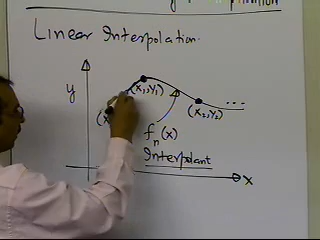 Linear Interpolation.
y
(x₁,y₁)
(x₂,y₂)
...
fₙ(x)
Interpolant
x